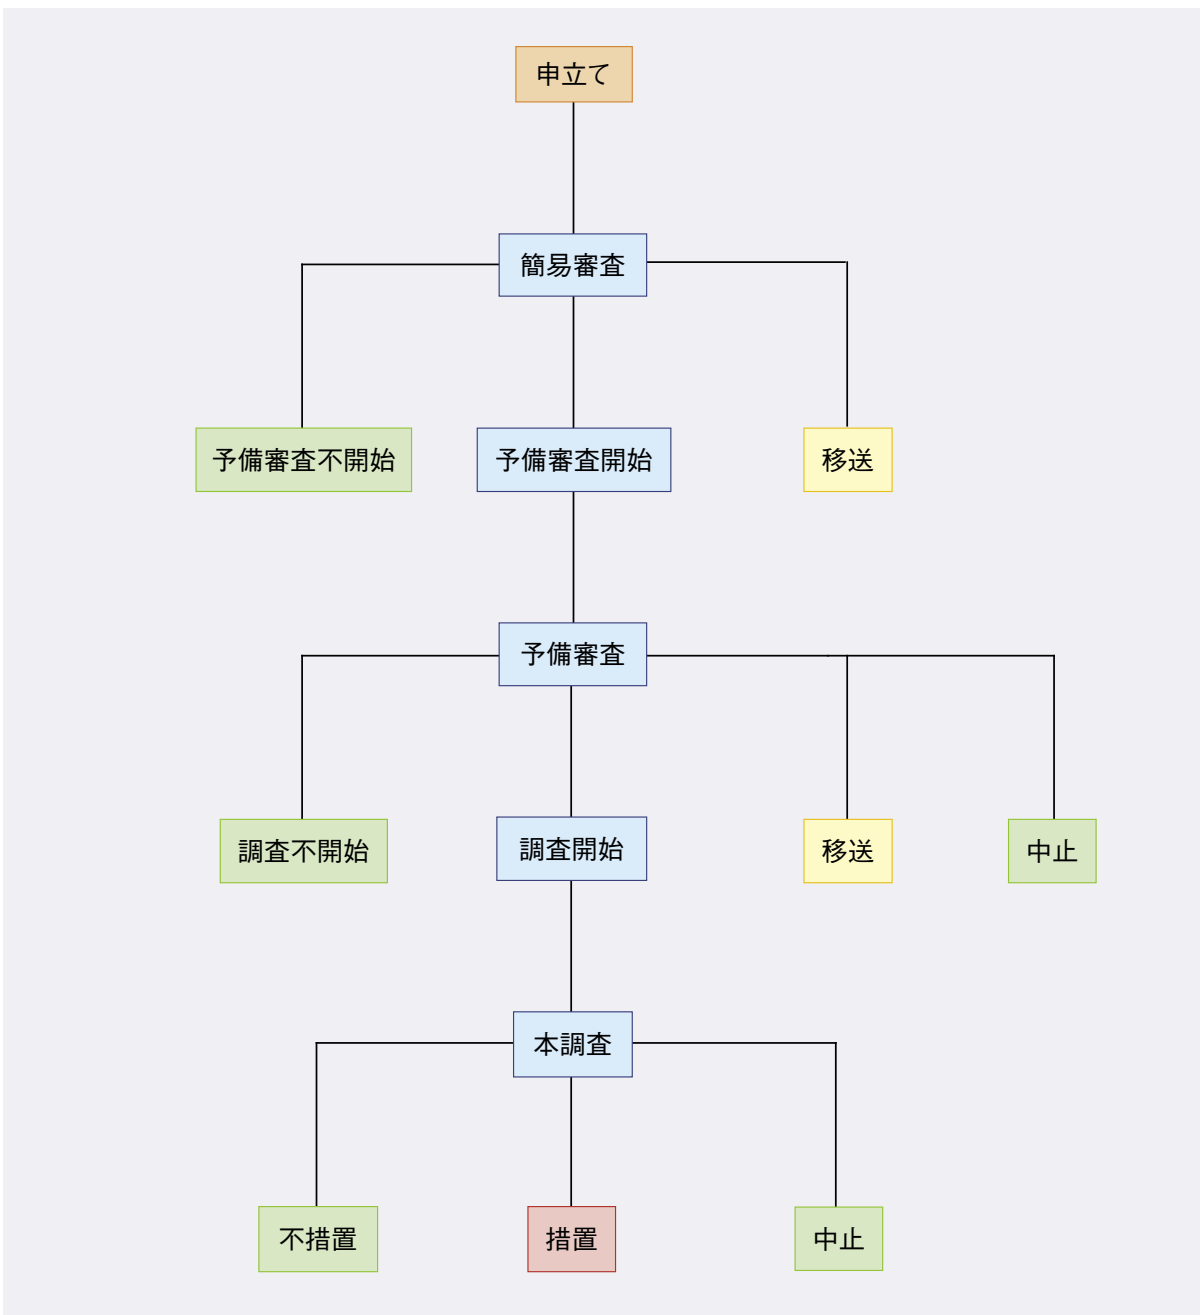 申立て
簡易審査
予備審査不開始
予備審査開始
移送
予備審査
調査不開始
調査開始
移送
中止
本調査
不措置
措置
中止